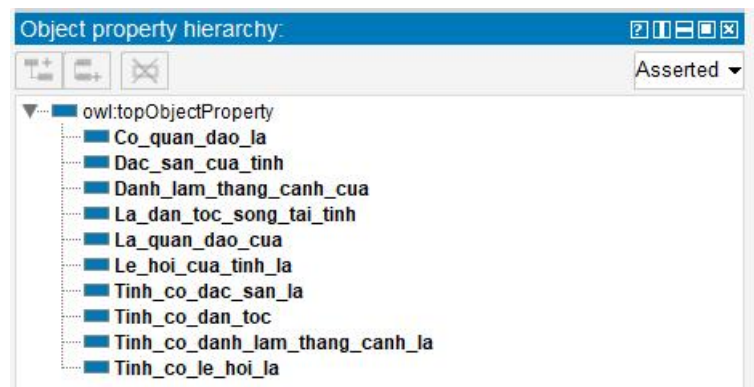 Object property hierarchy:
Asserted
owl:topObjectProperty
Co_quan_dao_la
Dac_san_cua_tinh
Danh_lam_thang_canh_cua
La_dan_toc_song_tai_tinh
La_quan_dao_cua
Le_hoi_cua_tinh_la
Tinh_co_dac_san_la
Tinh_co_dan_toc
Tinh_co_danh_lam_thang_canh_la
Tinh_co_le_hoi_la